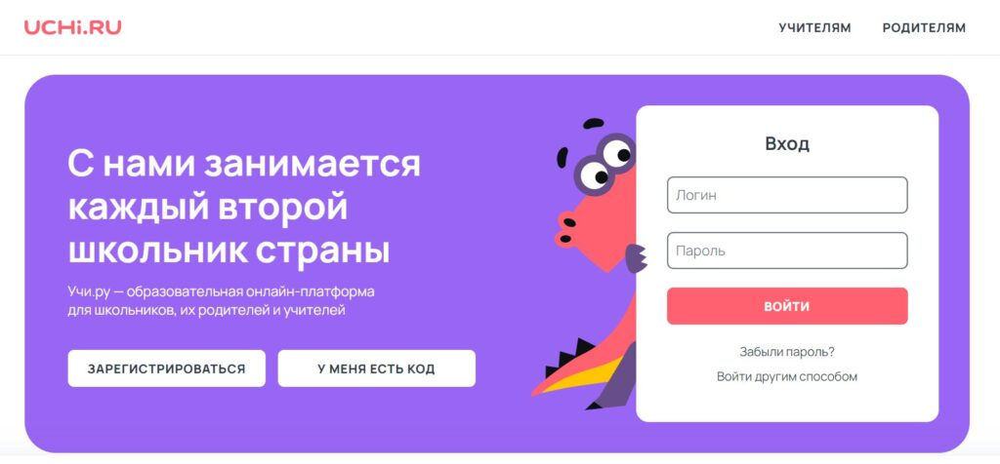 UCHi.RU
УЧИТЕЛЯМ
РОДИТЕЛЯМ
С нами занимается
каждый второй
школьник страны
Учи.ру — образовательная онлайн-платформа
для школьников, их родителей и учителей
ЗАРЕГИСТРИРОВАТЬСЯ
У МЕНЯ ЕСТЬ КОД
Вход
Логин
Пароль
ВОЙТИ
Забыли пароль?
Войти другим способом